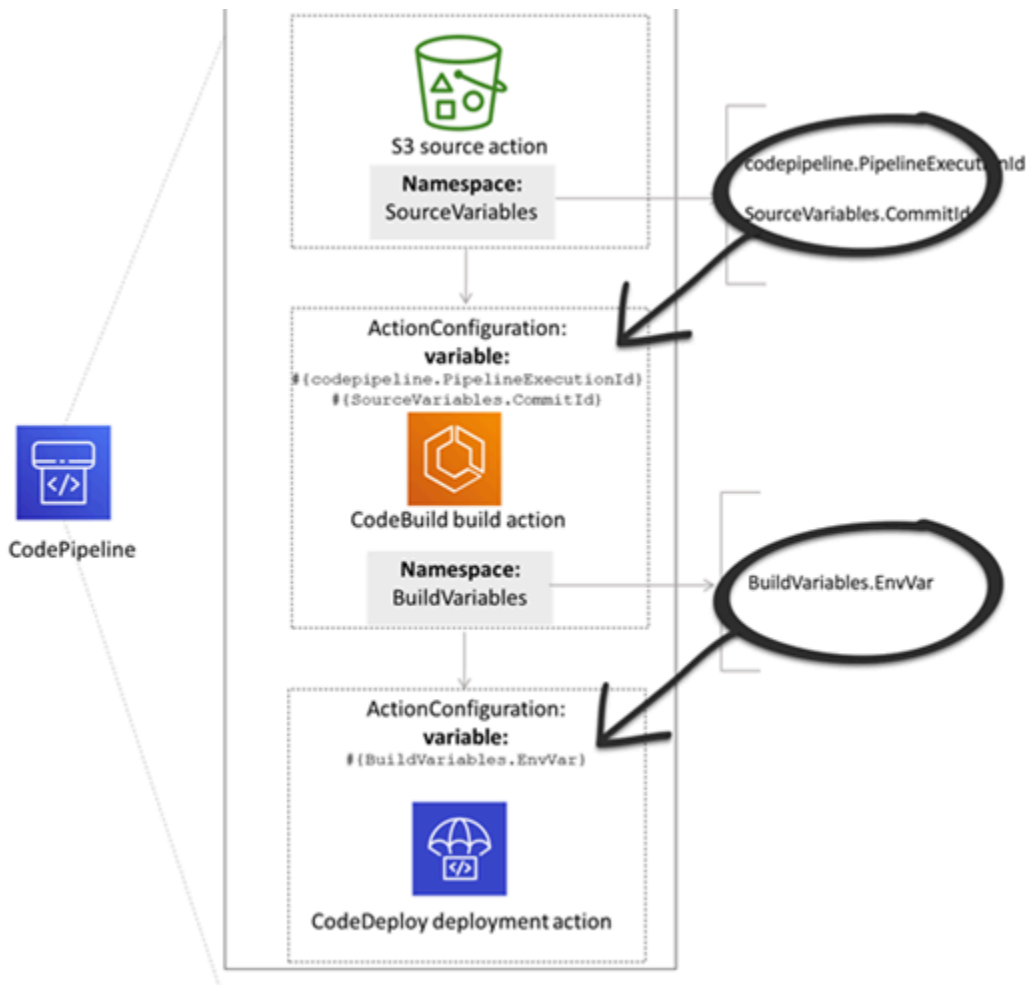 S3 source action
Namespace:
SourceVariables
codepipeline.PipelineExecutionId
SourceVariables.CommitId
ActionConfiguration:
variable:
#{codepipeline.PipelineExecutionId}
#{SourceVariables.CommitId}
</>
CodePipeline
CodeBuild build action
Namespace:
BuildVariables
BuildVariables.EnvVar
ActionConfiguration:
variable:
#{BuildVariables.EnvVar}
</>
CodeDeploy deployment action